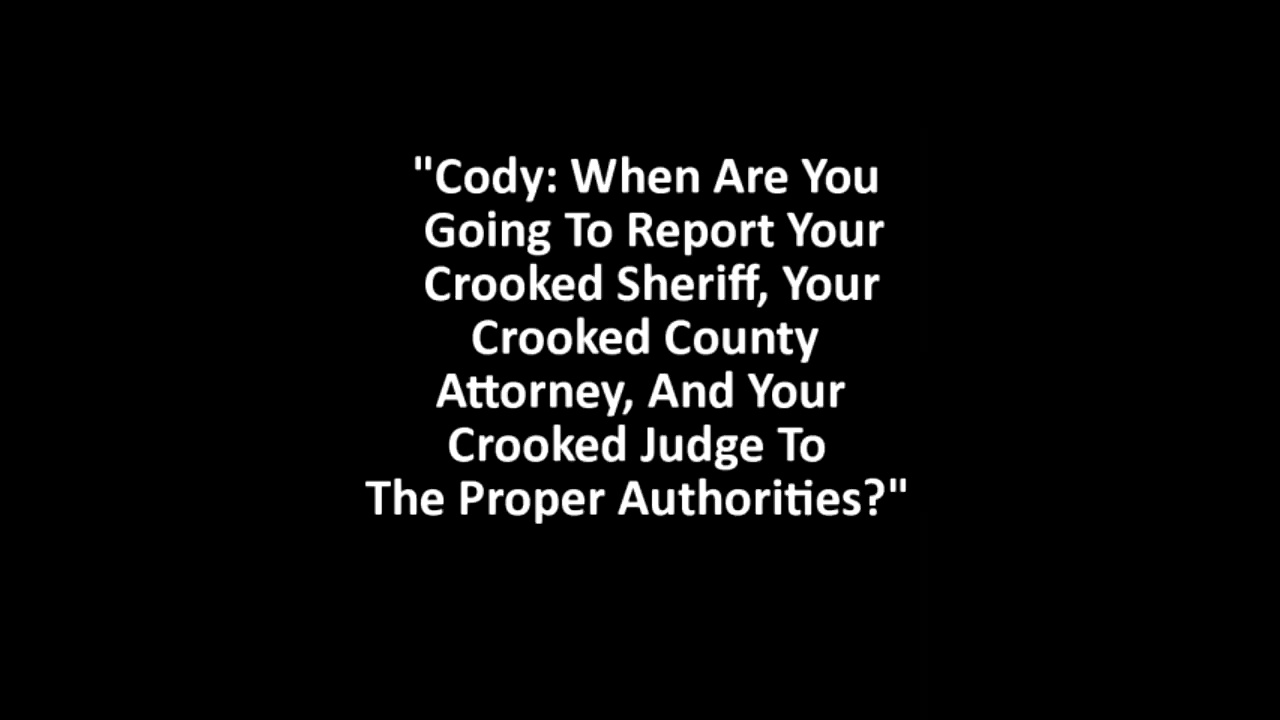 "Cody: When Are You
Going To Report Your
Crooked Sheriff, Your
Crooked County
Attorney, And Your
Crooked Judge To
The Proper Authorities?"